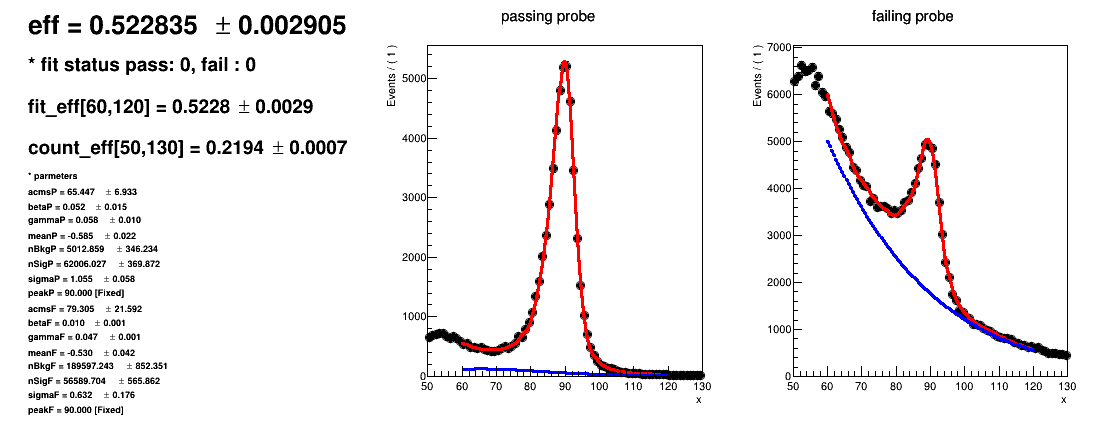 eff = 0.522835 ± 0.002905
* fit status pass: 0, fail : 0
fit_eff[60,120] = 0.5228 ± 0.0029
count_eff[50,130] = 0.2194 ± 0.0007
* parmeters
acmsP = 65.447 ± 6.933
betaP = 0.052 ± 0.015
gammaP = 0.058 ± 0.010
meanP = -0.585 ± 0.022
nBkgP = 5012.859 ± 346.234
nSigP = 62006.027 ± 369.872
sigmaP = 1.055 ± 0.058
peakP = 90.000 [Fixed]
acmsF = 79.305 ± 21.592
betaF = 0.010 ± 0.001
gammaF = 0.047 ± 0.001
meanF = -0.530 ± 0.042
nBkgF = 189597.243 ± 852.351
nSigF = 56589.704 ± 565.862
sigmaF = 0.632 ± 0.176
peakF = 90.000 [Fixed]
passing probe
Events / ( 1 )
5000
4000
3000
2000
1000
0
50 60 70 80 90 100 110 120 130
x
failing probe
Events / ( 1 )
7000
6000
5000
4000
3000
2000
1000
0
50 60 70 80 90 100 110 120 130
x